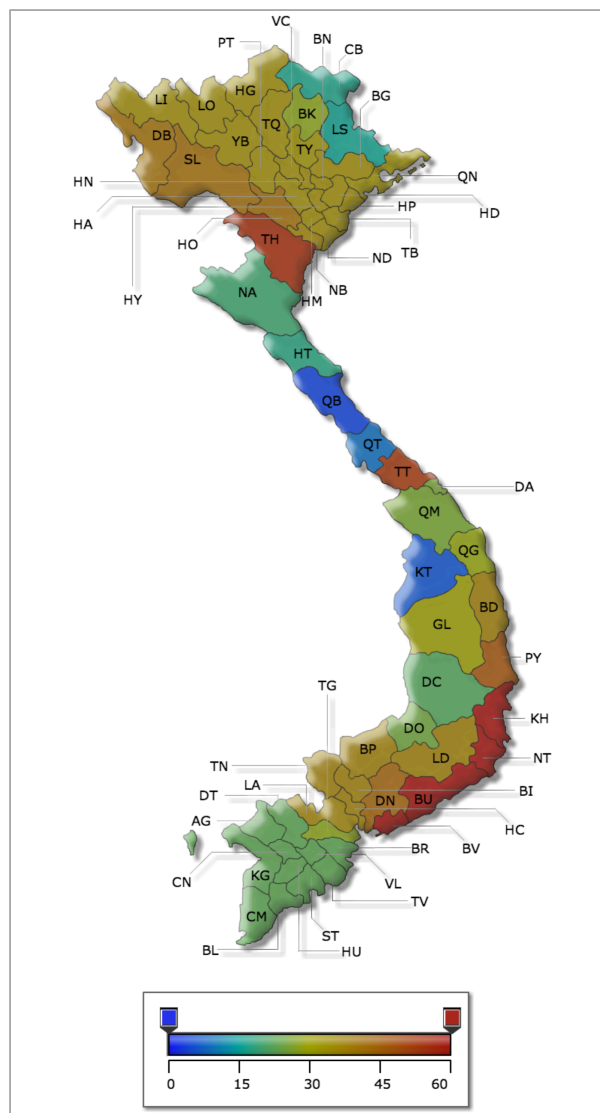 VC
PT
BN
CB
BG
HG
LI
LO
TQ
BK
LS
DB
YB
TY
SL
HN
QN
HA
HP
HD
HO
TH
TB
ND
HY
NB
HM
NA
HT
QB
QT
TT
DA
QM
QG
KT
BD
GL
PY
DC
TG
KH
DO
BP
LD
NT
TN
LA
BI
DT
DN
BU
HC
AG
BR
BV
CN
KG
VL
TV
CM
ST
BL
HU
0 15 30 45 60